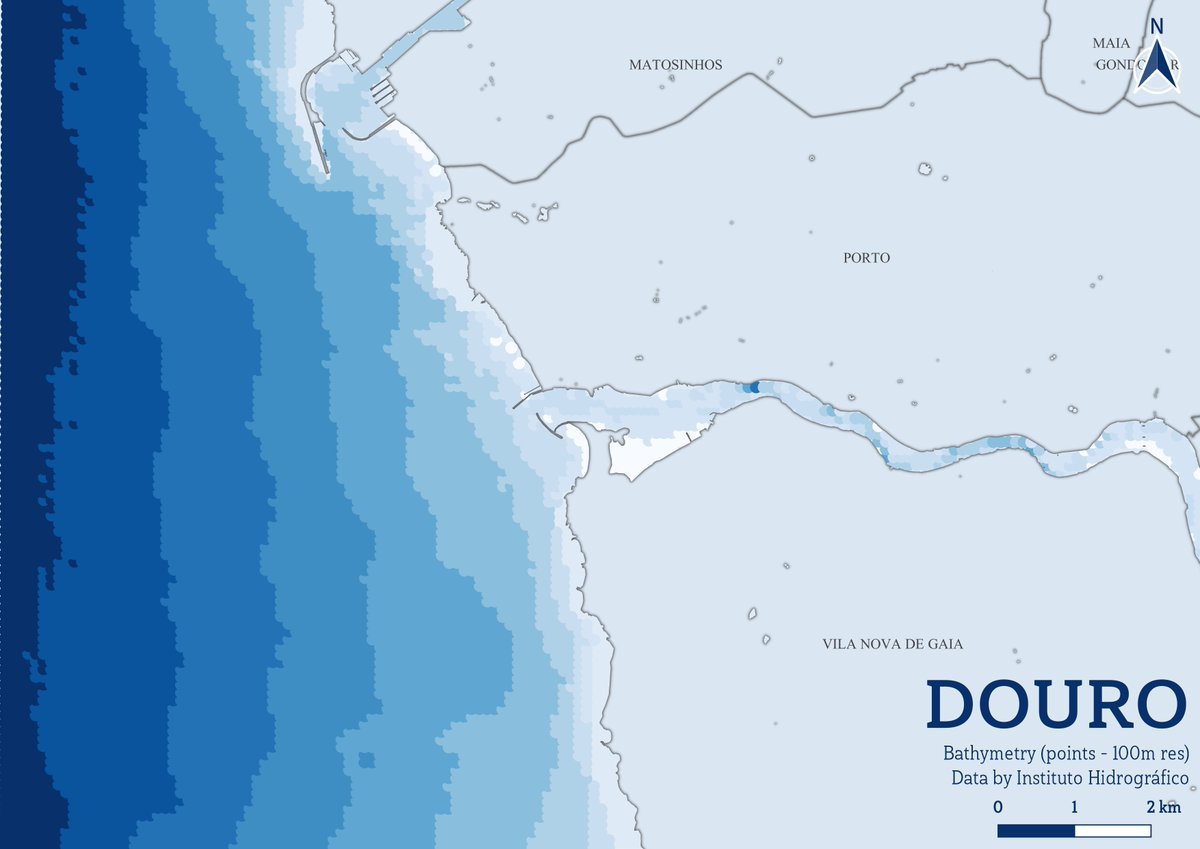 N
MAIA
MATOSINHOS
PORTO
VILA NOVA DE GAIA
DOURO
Bathymetry (points - 100m res)
Data by Instituto Hidrográfico
0 1 2 km